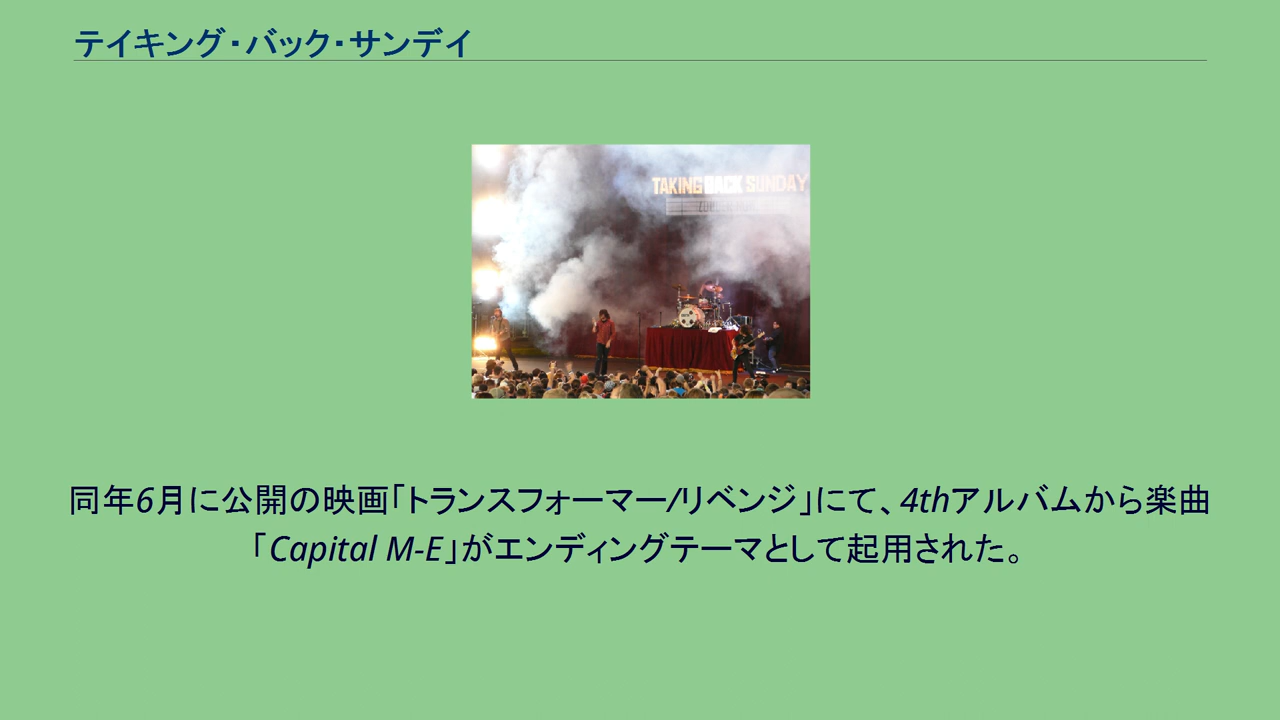 テイキング・バック・サンデイ
TAKING BACK SUNDAY
同年6月に公開の映画「トランスフォーマー/リベンジ」にて、4thアルバムから楽曲
「Capital M-E」がエンディングテーマとして起用された。